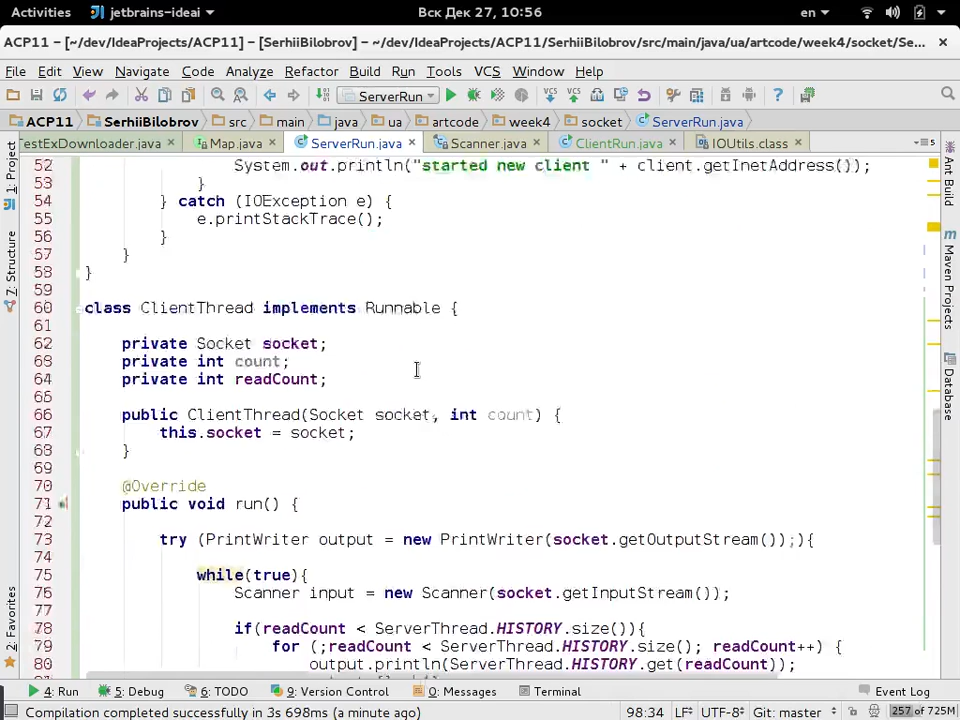 Activities jetbrains-ideai Вск Дек 27, 10:56 en
ACP11 – [~/dev/IdeaProjects/ACP11] – [SerhiiBilobrov] – ~/dev/IdeaProjects/ACP11/SerhiiBilobrov/src/main/java/ua/artcode/week4/socket/Se...
File Edit View Navigate Code Analyze Refactor Build Run Tools VCS Window Help
ServerRun
ACP11 SerhiiBilobrov src main java ua artcode week4 socket ServerRun.java
TestExDownloader.java Map.java ServerRun.java Scanner.java ClientRun.java IOUtils.class
1: Project
7: Structure
2: Favorites
Ant Build
Maven Projects
Database
52 System.out.println("started new client " + client.getInetAddress());
53 }
54 } catch (IOException e) {
55 e.printStackTrace();
56 }
57 }
58 }
59
60 class ClientThread implements Runnable {
61
62 private Socket socket;
63 private int count;
64 private int readCount;
65
66 public ClientThread(Socket socket, int count) {
67 this.socket = socket;
68 }
69
70 @Override
71 public void run() {
72
73 try (PrintWriter output = new PrintWriter(socket.getOutputStream());){
74
75 while(true){
76 Scanner input = new Scanner(socket.getInputStream());
77
78 if(readCount < ServerThread.HISTORY.size()){
79 for (;readCount < ServerThread.HISTORY.size(); readCount++) {
80 output.println(ServerThread.HISTORY.get(readCount));
4: Run 5: Debug 6: TODO 9: Version Control 0: Messages Terminal Event Log
Compilation completed successfully in 3s 698ms (a minute ago) 98:34 LF UTF-8 Git: master 257 of 725M